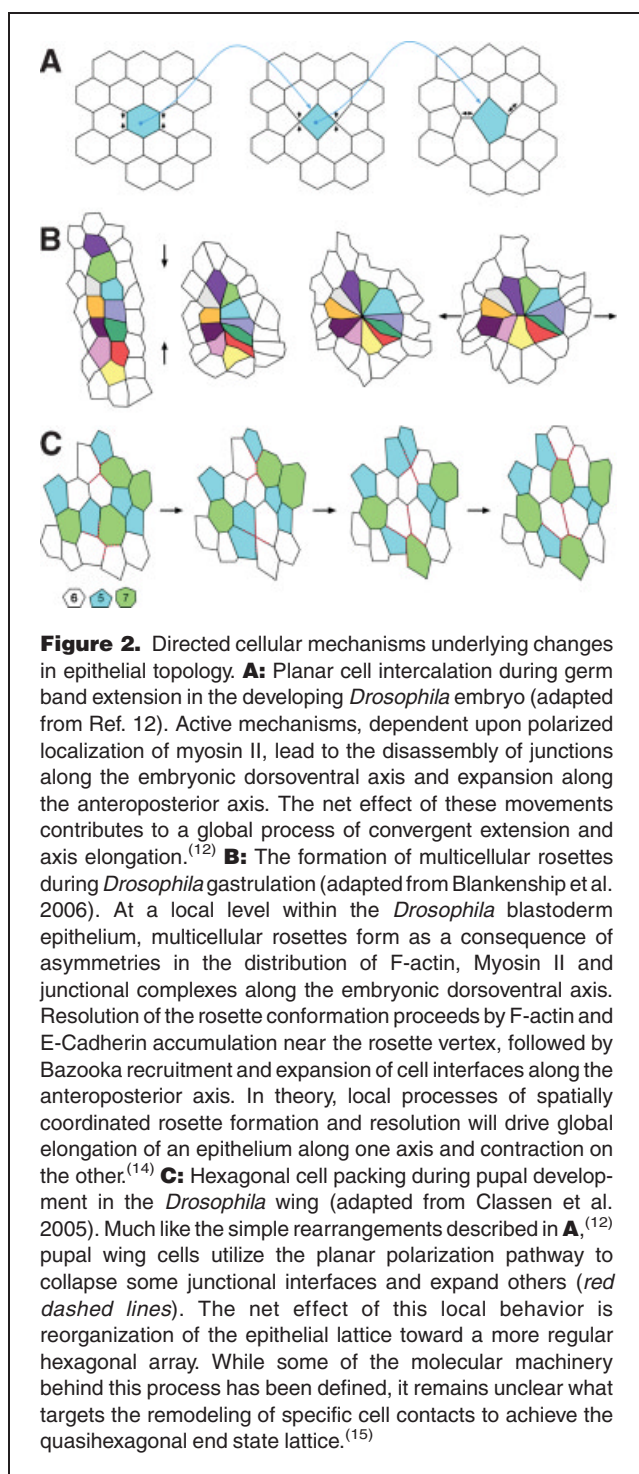 A
B
C
6 5 7
Figure 2. Directed cellular mechanisms underlying changes
in epithelial topology. A: Planar cell intercalation during germ
band extension in the developing Drosophila embryo (adapted
from Ref. 12). Active mechanisms, dependent upon polarized
localization of myosin II, lead to the disassembly of junctions
along the embryonic dorsoventral axis and expansion along
the anteroposterior axis. The net effect of these movements
contributes to a global process of convergent extension and
axis elongation.(12) B: The formation of multicellular rosettes
during Drosophila gastrulation (adapted from Blankenship et al.
2006). At a local level within the Drosophila blastoderm
epithelium, multicellular rosettes form as a consequence of
asymmetries in the distribution of F-actin, Myosin II and
junctional complexes along the embryonic dorsoventral axis.
Resolution of the rosette conformation proceeds by F-actin and
E-Cadherin accumulation near the rosette vertex, followed by
Bazooka recruitment and expansion of cell interfaces along the
anteroposterior axis. In theory, local processes of spatially
coordinated rosette formation and resolution will drive global
elongation of an epithelium along one axis and contraction on
the other.(14) C: Hexagonal cell packing during pupal develop-
ment in the Drosophila wing (adapted from Classen et al.
2005). Much like the simple rearrangements described in A,(12)
pupal wing cells utilize the planar polarization pathway to
collapse some junctional interfaces and expand others (red
dashed lines). The net effect of this local behavior is
reorganization of the epithelial lattice toward a more regular
hexagonal array. While some of the molecular machinery
behind this process has been defined, it remains unclear what
targets the remodeling of specific cell contacts to achieve the
quasihexagonal end state lattice.(15)